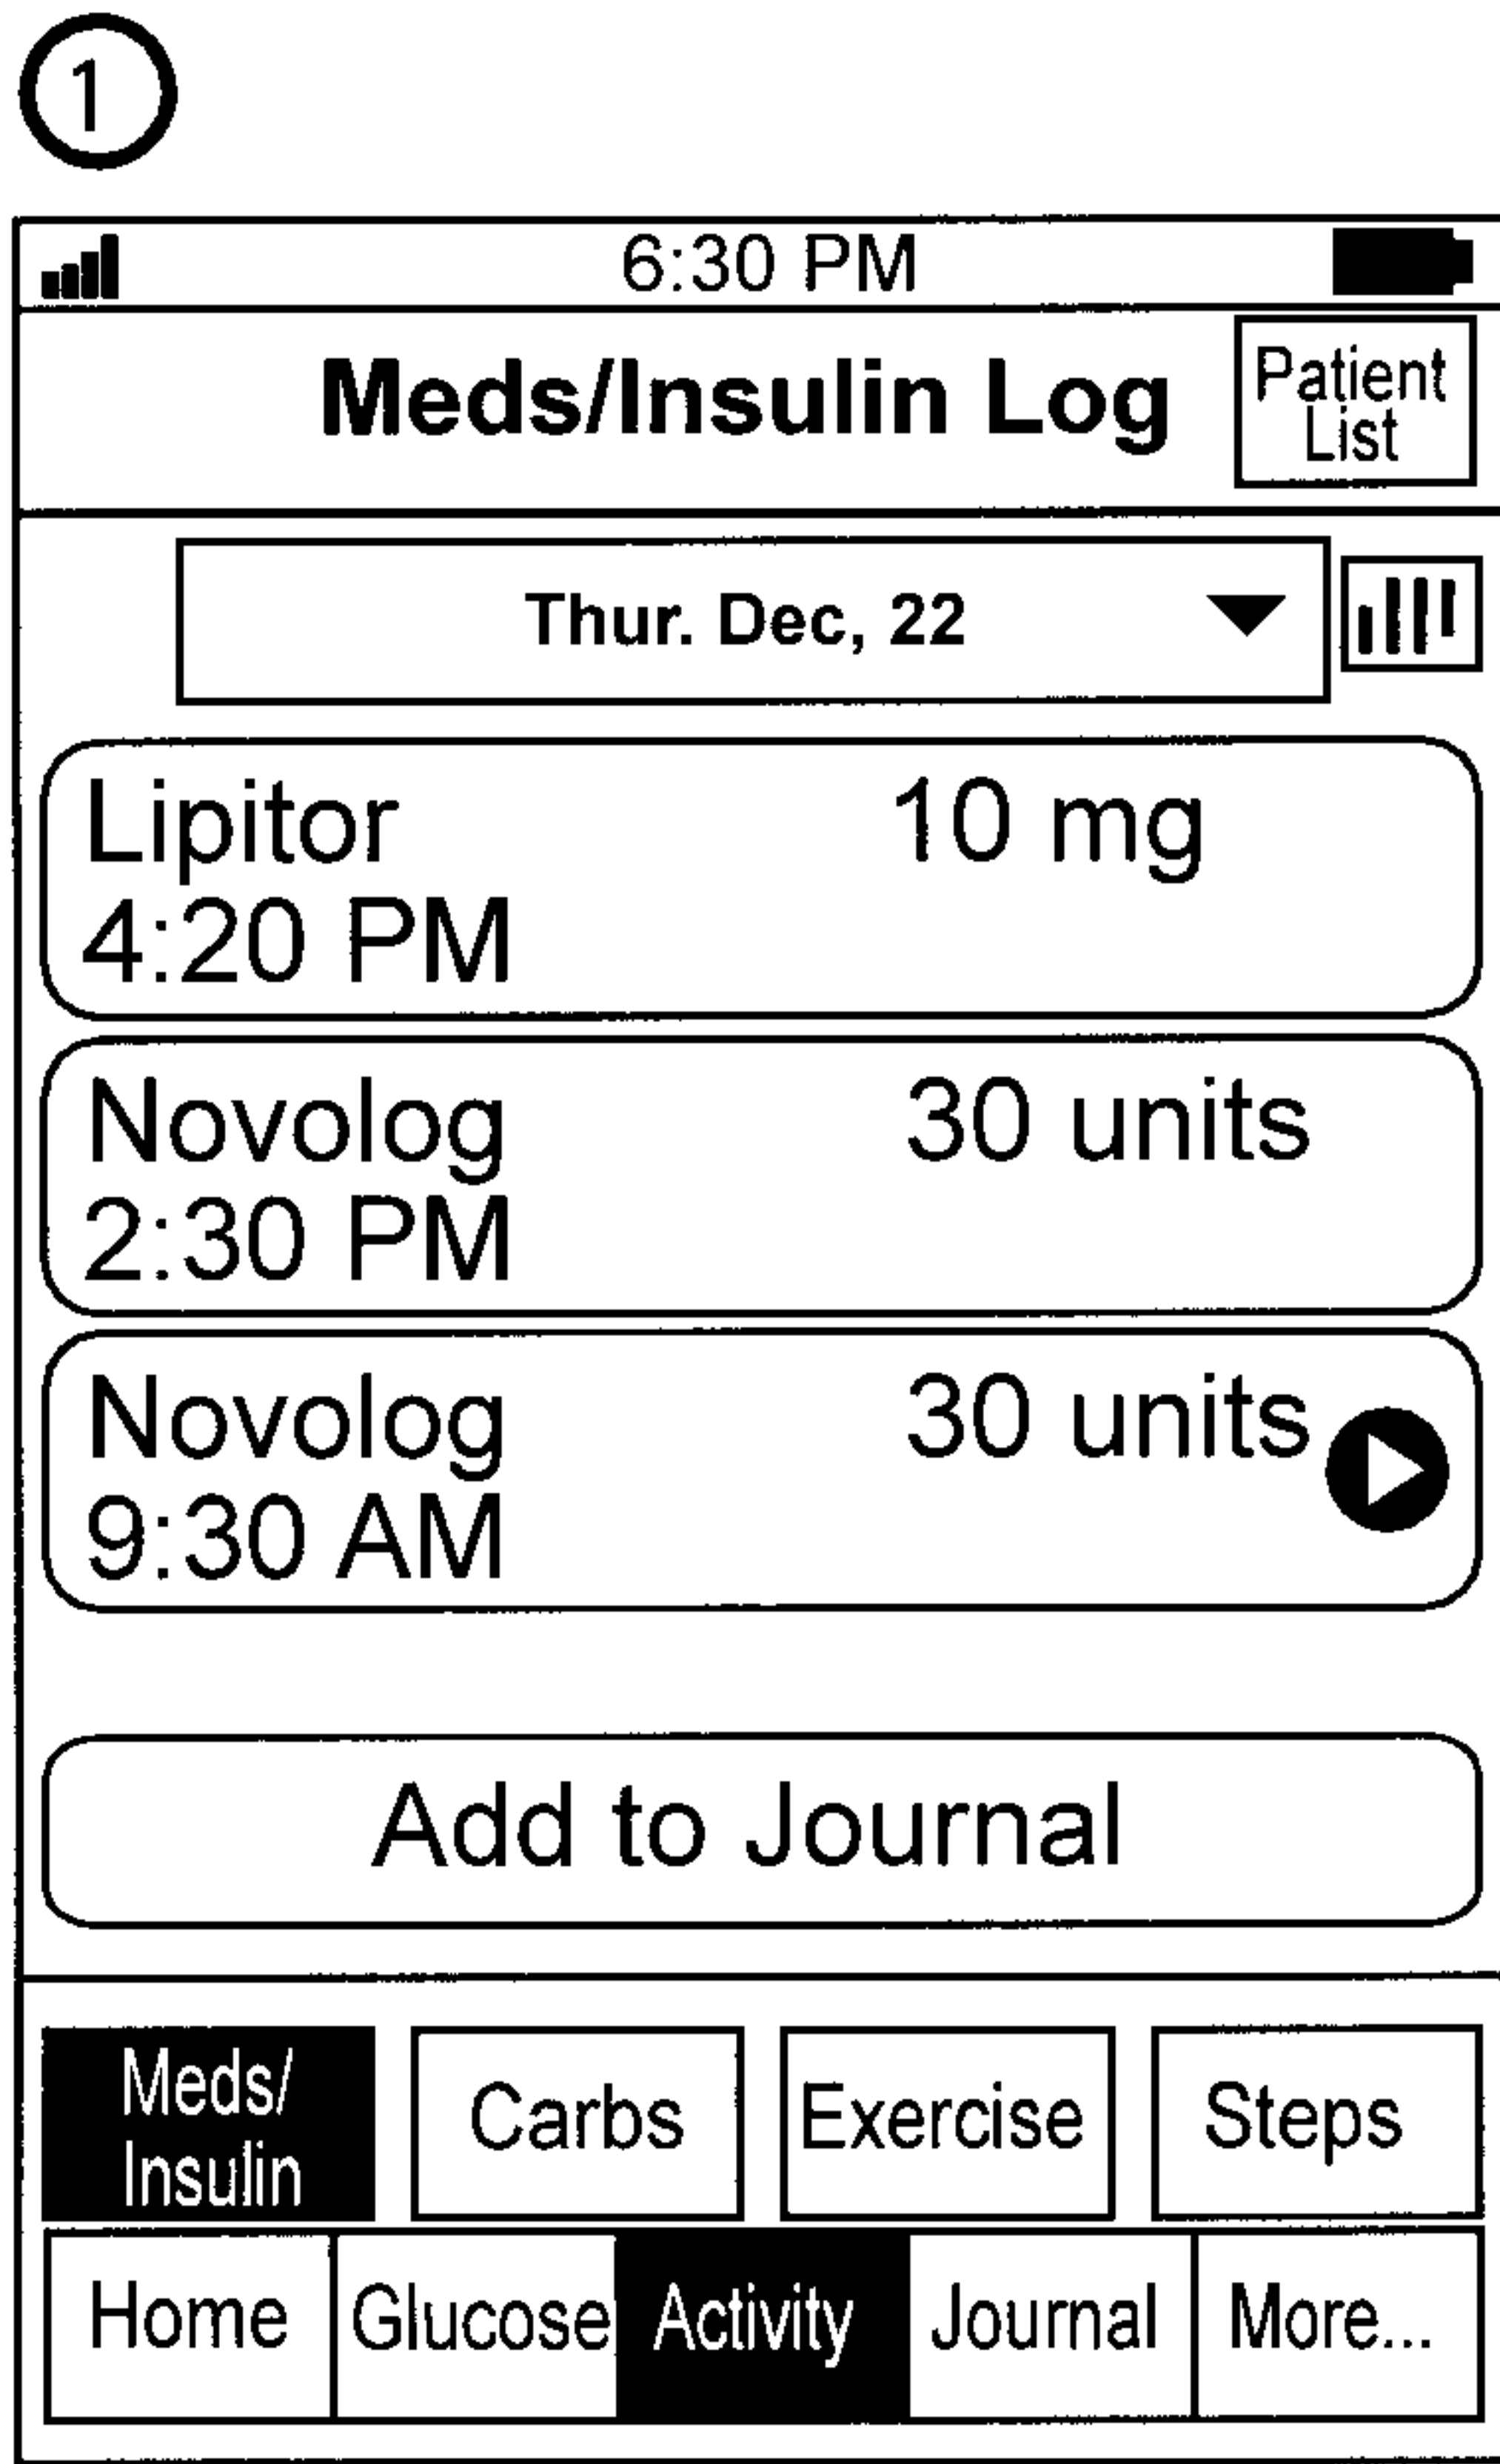 1
6:30 PM
Meds/Insulin Log
Patient
List
Thur. Dec, 22
Lipitor 10 mg
4:20 PM
Novolog 30 units
2:30 PM
Novolog 30 units
9:30 AM
Add to Journal
Meds/
Insulin
Carbs
Exercise
Steps
Home
Glucose
Activity
Journal
More...